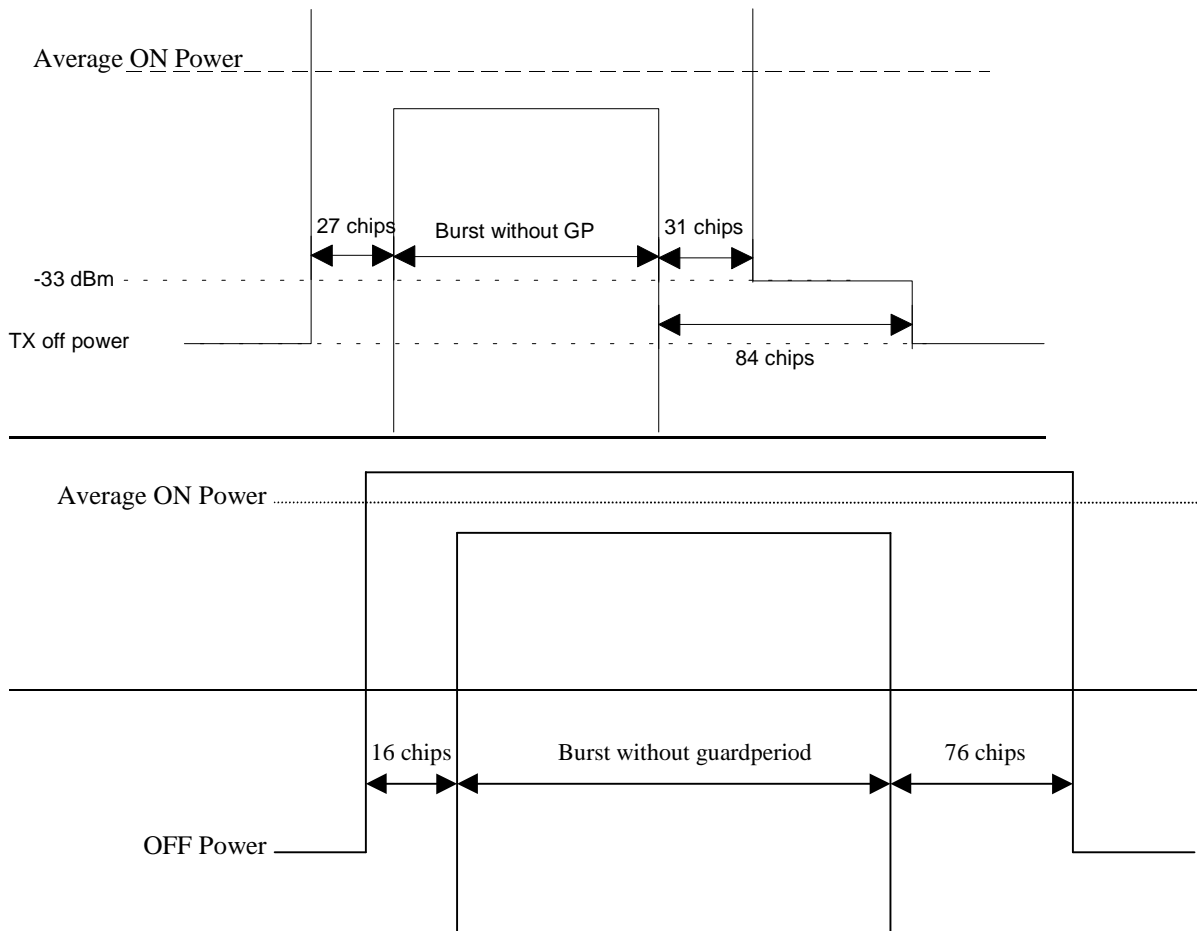 Average ON Power
27 chips
Burst without GP
31 chips
-33 dBm
TX off power
84 chips
Average ON Power
16 chips
Burst without guardperiod
76 chips
OFF Power